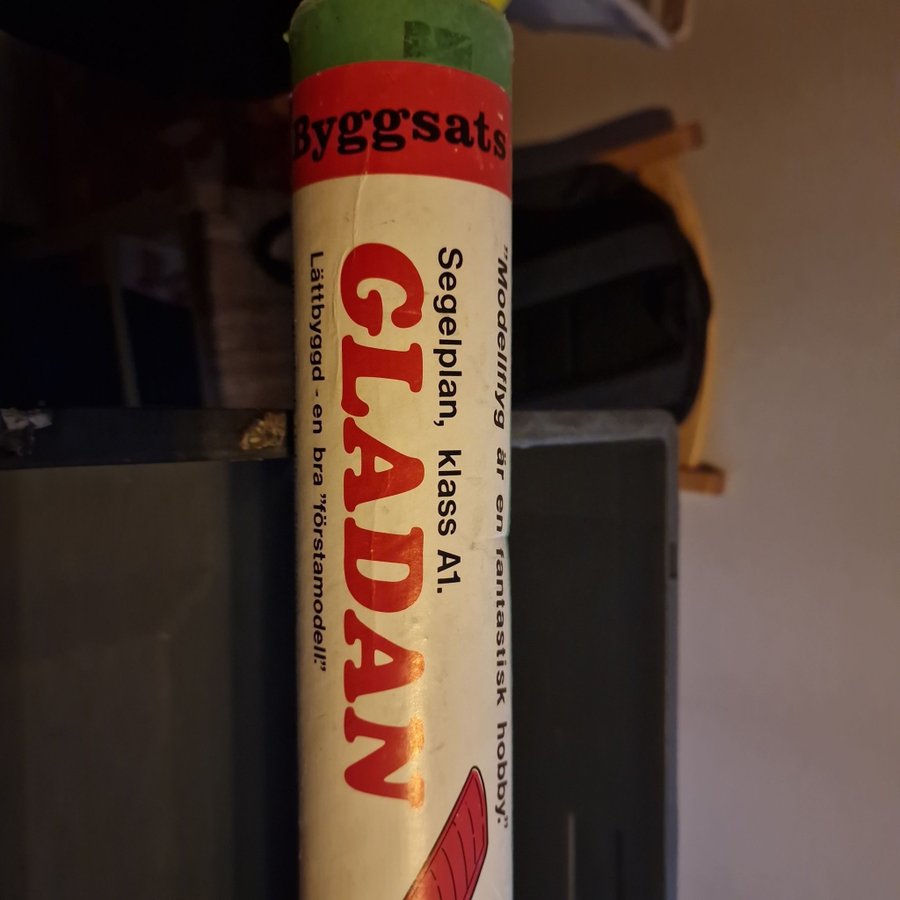 Byggsats
"Modellflyg är en fantastisk hobby."
Segelplan, klass A1.
GLADAN
Lättbyggd - en bra "förstamodell."